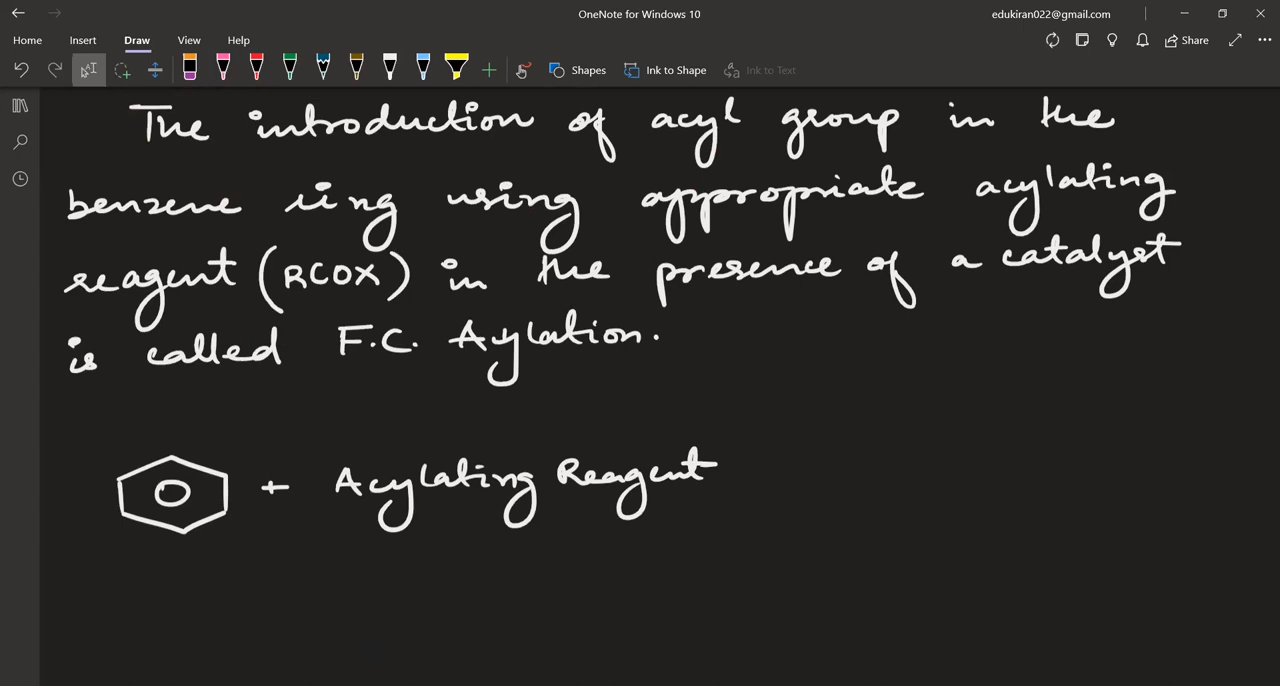 OneNote for Windows 10
edukiran022@gmail.com
Home Insert Draw View Help
Share
Shapes Ink to Shape Ink to Text
The introduction of acyl group in the
benzene ring using appropriate acylating
reagent (RCOX) in the presence of a catalyst
is called F.C. Aylation.
+ Acylating Reagent